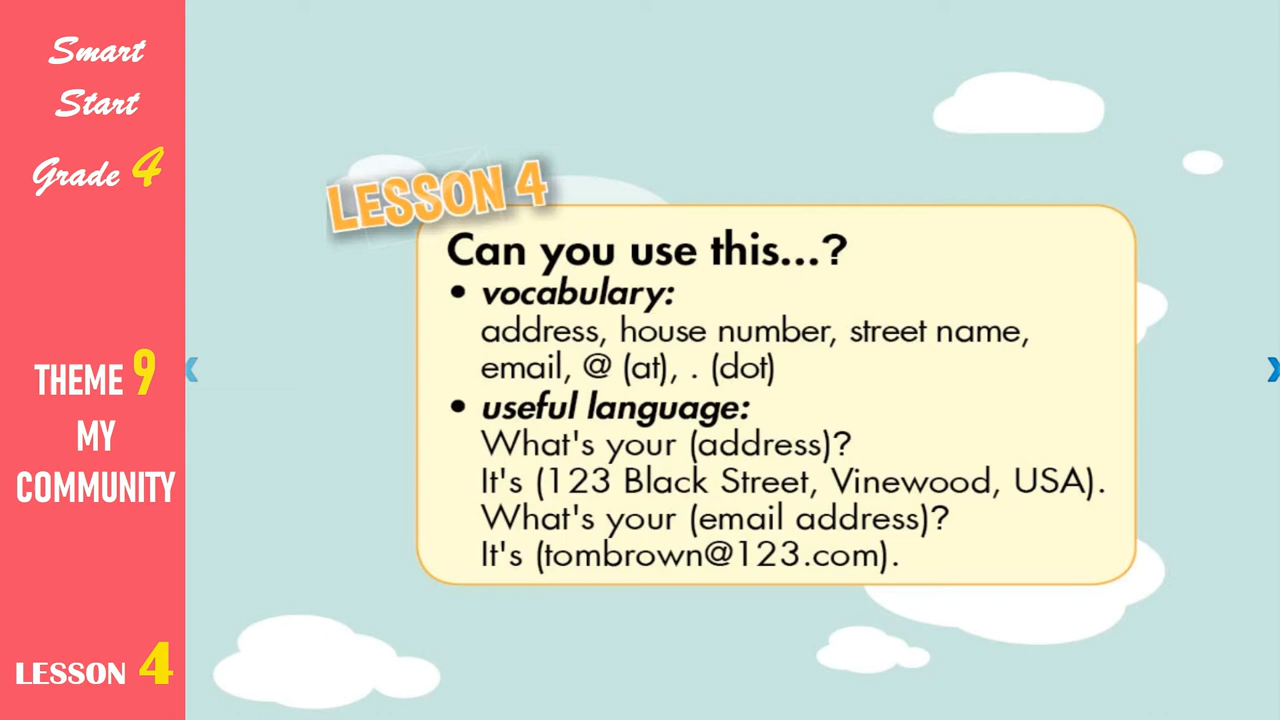 Smart
Start
Grade 4
THEME 9
MY
COMMUNITY
LESSON 4
LESSON 4
Can you use this...?
• vocabulary:
address, house number, street name,
email, @ (at), . (dot)
• useful language:
What's your (address)?
It's (123 Black Street, Vinewood, USA).
What's your (email address)?
It's (tombrown@123.com).